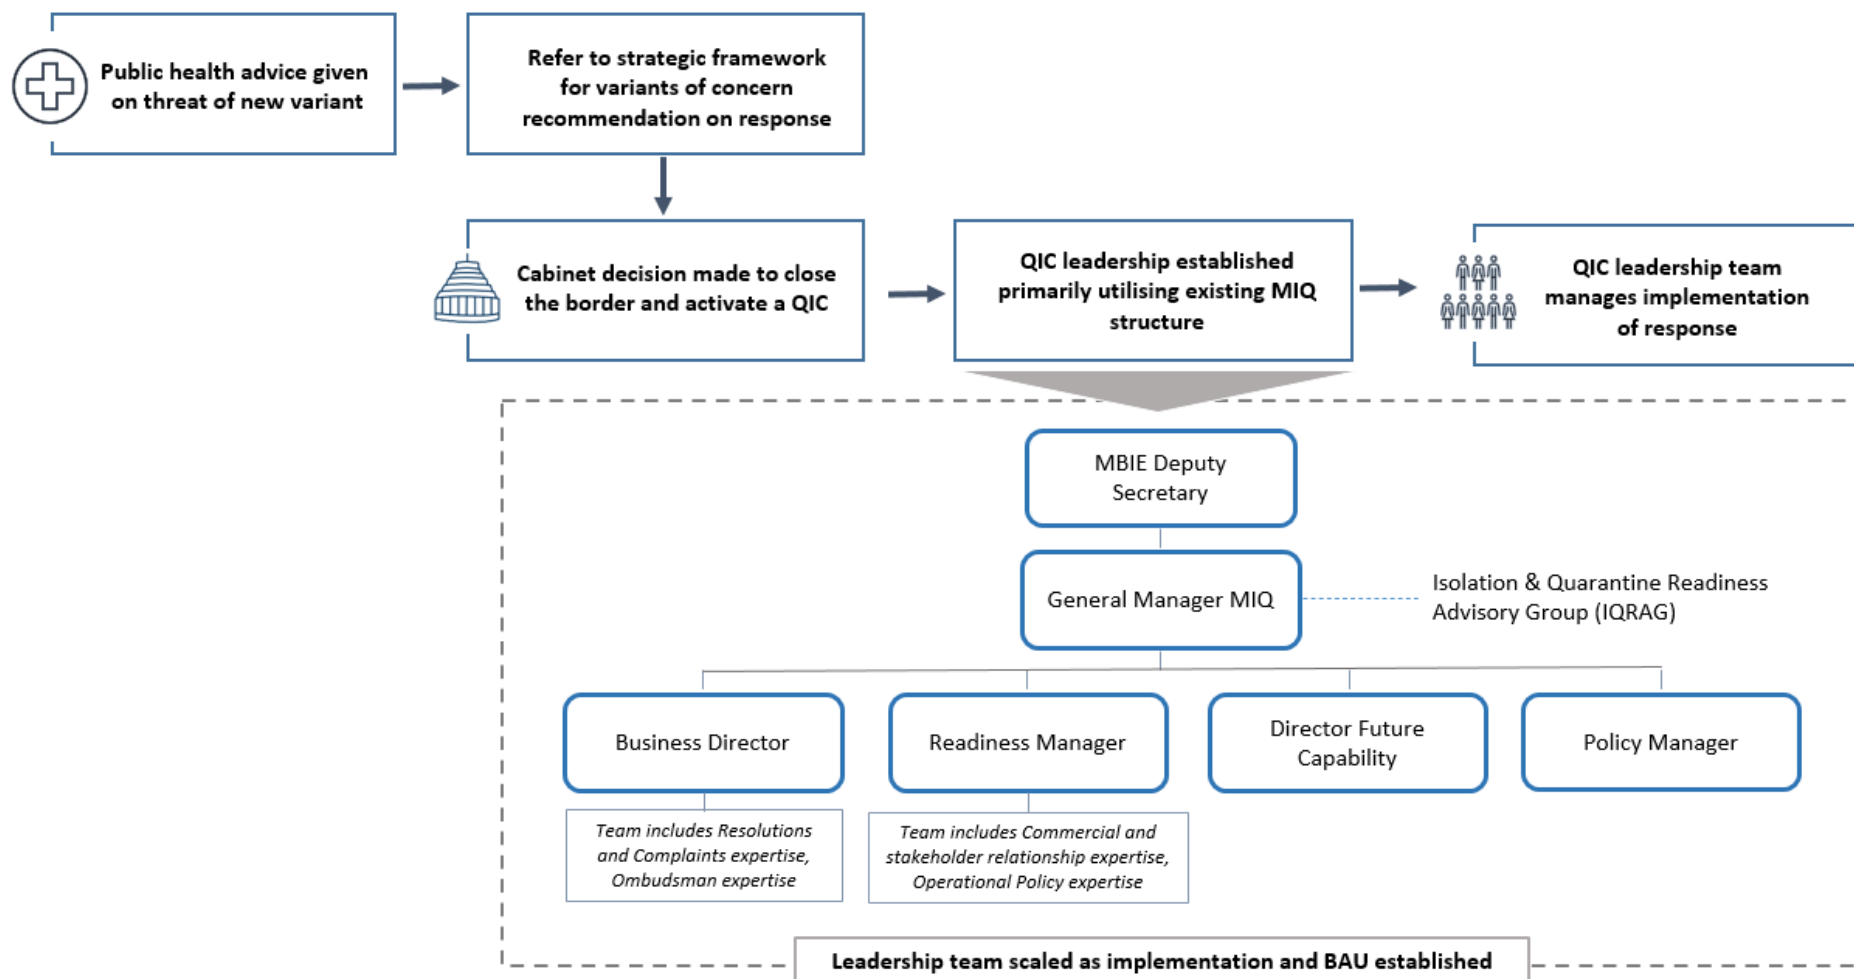 Public health advice given
on threat of new variant
Refer to strategic framework
for variants of concern
recommendation on response
Cabinet decision made to close
the border and activate a QIC
QIC leadership established
primarily utilising existing MIQ
structure
QIC leadership team
manages implementation
of response
MBIE Deputy
Secretary
General Manager MIQ
Isolation & Quarantine Readiness
Advisory Group (IQRAG)
Business Director
Readiness Manager
Director Future
Capability
Policy Manager
Team includes Resolutions
and Complaints expertise,
Ombudsman expertise
Team includes Commercial and
stakeholder relationship expertise,
Operational Policy expertise
Leadership team scaled as implementation and BAU established